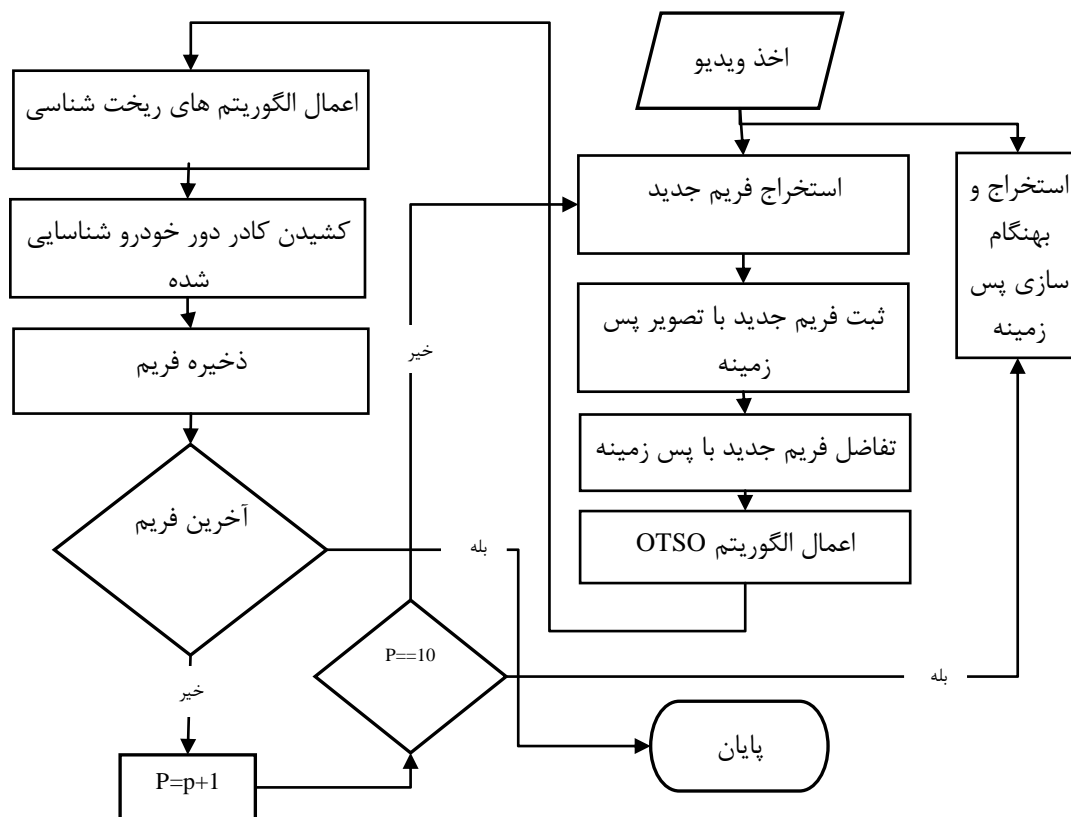 اخذ ویدیو
استخراج فریم جدید
استخراج و
بهنگام
سازی پس
زمینه
ثبت فریم جدید با تصویر پس
زمینه
تفاضل فریم جدید با پس زمینه
اعمال الگوریتم OTSO
اعمال الگوریتم های ریخت شناسی
کشیدن کادر دور خودرو شناسایی
شده
ذخیره فریم
آخرین فریم
بله
خیر
P=p+1
P==10
خیر
بله
پایان